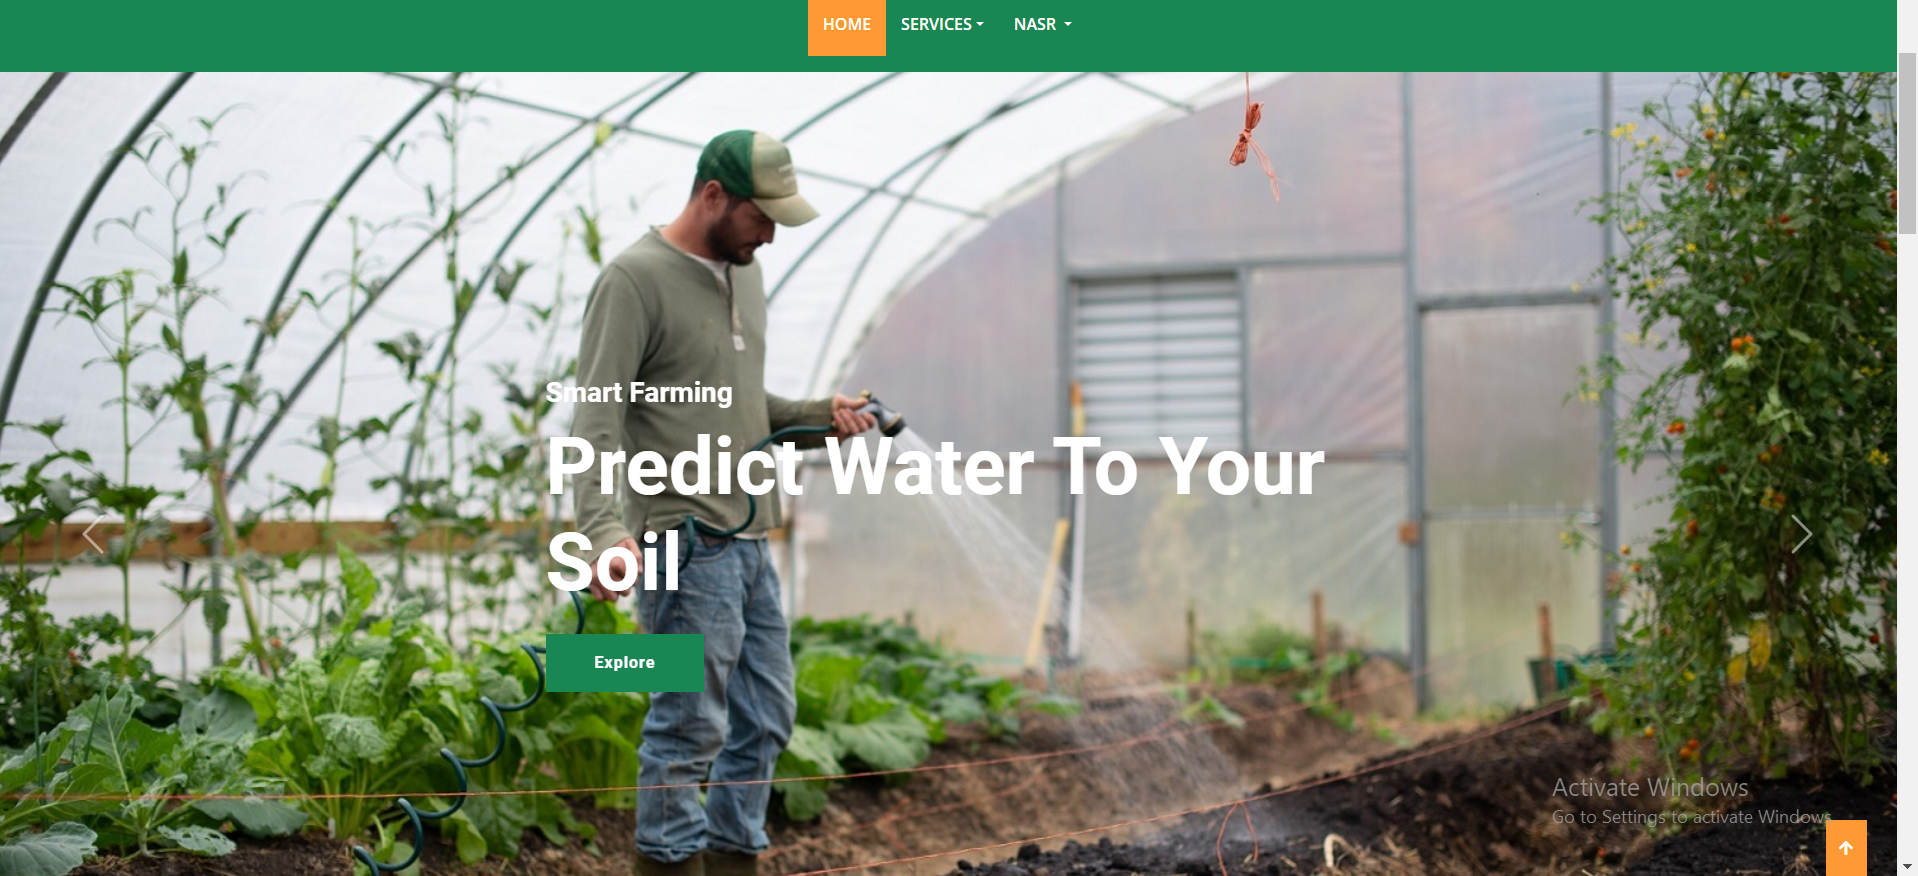 HOME SERVICES NASR
Smart Farming
Predict Water To Your
Soil
Explore
Activate Windows
Go to Settings to activate Windows.